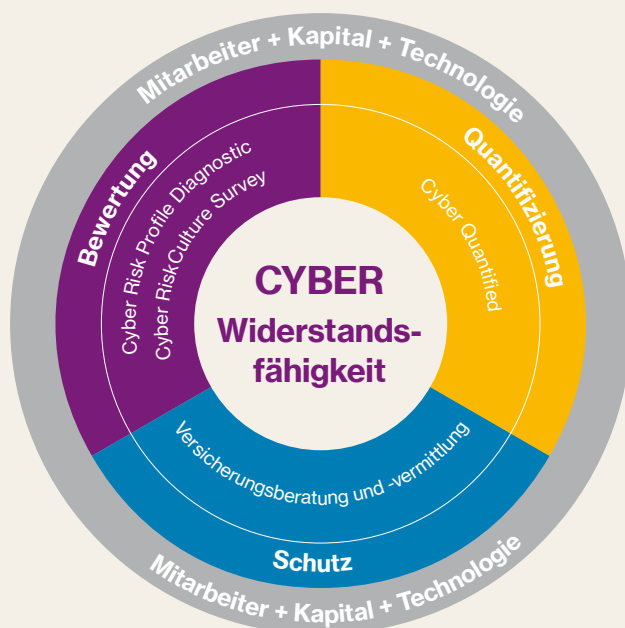 Mitarbeiter + Kapital + Technologie
Bewertung
Cyber Risk Profile Diagnostic
Cyber RiskCulture Survey
Quantifizierung
Cyber Quantified
CYBER
Widerstands-
fähigkeit
Versicherungsberatung und -vermittlung
Schutz
Mitarbeiter + Kapital + Technologie